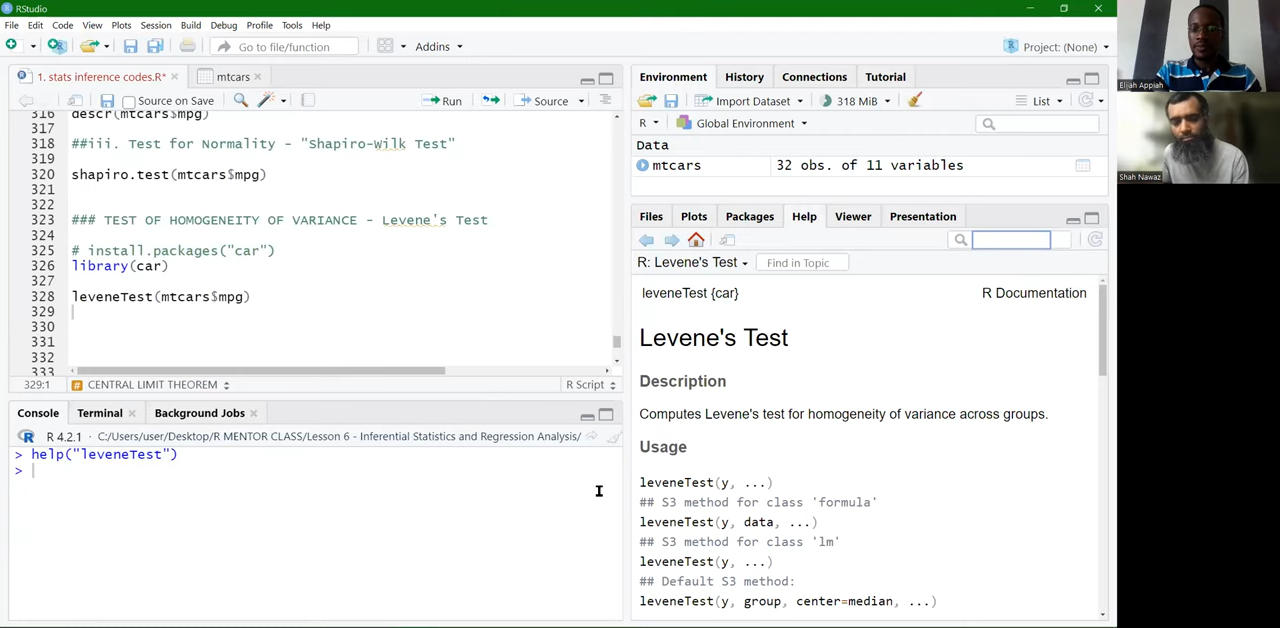 RStudio
File Edit Code View Plots Session Build Debug Profile Tools Help
Go to file/function Addins Project: (None)
1. stats inference codes.R* mtcars
Source on Save Run Source
316 descr(mtcars$mpg)
317
318 ##iii. Test for Normality - "Shapiro-Wilk Test"
319
320 shapiro.test(mtcars$mpg)
321
322
323 ### TEST OF HOMOGENEITY OF VARIANCE - Levene's Test
324
325 # install.packages("car")
326 library(car)
327
328 leveneTest(mtcars$mpg)
329
330
331
332
333
329:1 # CENTRAL LIMIT THEOREM R Script
Console Terminal Background Jobs
R 4.2.1 · C:/Users/user/Desktop/R MENTOR CLASS/Lesson 6 - Inferential Statistics and Regression Analysis/
> help("leveneTest")
>
Environment History Connections Tutorial
Import Dataset 318 MiB List
R Global Environment
Data
mtcars 32 obs. of 11 variables
Files Plots Packages Help Viewer Presentation
R: Levene's Test Find in Topic
leveneTest {car} R Documentation
Levene's Test
Description
Computes Levene's test for homogeneity of variance across groups.
Usage
leveneTest(y, ...)
## S3 method for class 'formula'
leveneTest(y, data, ...)
## S3 method for class 'lm'
leveneTest(y, ...)
## Default S3 method:
leveneTest(y, group, center=median, ...)
Elijah Appiah
Shah Nawaz